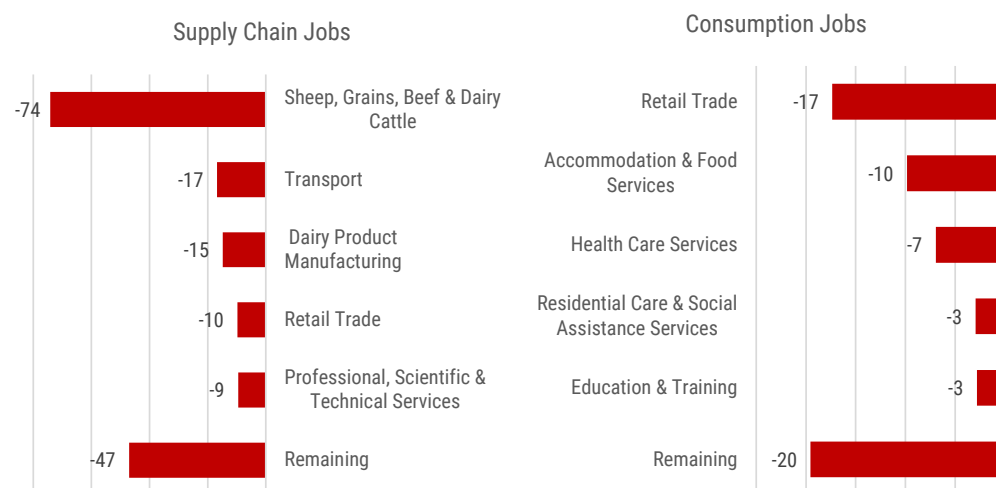 Supply Chain Jobs
-74
Sheep, Grains, Beef & Dairy
Cattle
-17
Transport
-15
Dairy Product
Manufacturing
-10
Retail Trade
-9
Professional, Scientific &
Technical Services
-47
Remaining
Consumption Jobs
Retail Trade
-17
Accommodation & Food
Services
-10
Health Care Services
-7
Residential Care & Social
Assistance Services
-3
Education & Training
-3
Remaining
-20